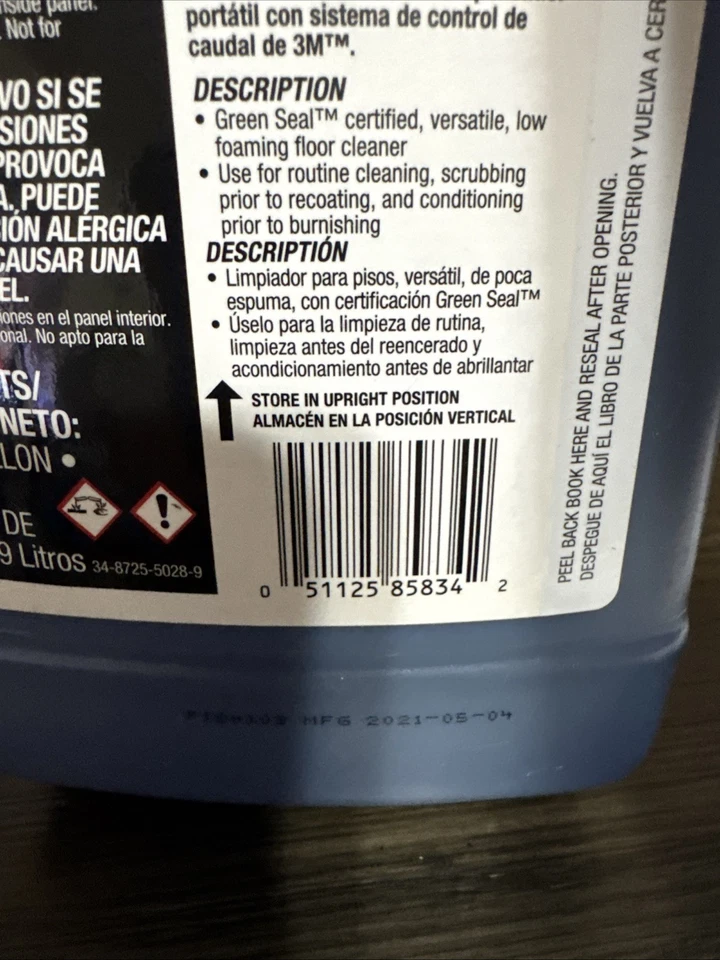 nside panel.
. Not for
VO SI SE
SIONES
PROVOCA
A. PUEDE
IÓN ALÉRGICA
CAUSAR UNA
EL.
iones en el panel interior.
onal. No apto para la
TS/
NETO:
LLON •
DE
9 Litros 34-8725-5028-9
portátil con sistema de control de
caudal de 3M™.
DESCRIPTION
• Green Seal™ certified, versatile, low
foaming floor cleaner
• Use for routine cleaning, scrubbing
prior to recoating, and conditioning
prior to burnishing
DESCRIPTIÓN
• Limpiador para pisos, versátil, de poca
espuma, con certificación Green Seal™
• Úselo para la limpieza de rutina,
limpieza antes del reencerado y
acondicionamiento antes de abrillantar
STORE IN UPRIGHT POSITION
ALMACÉN EN LA POSICIÓN VERTICAL
0 51125 85834 2
PEEL BACK BOOK HERE AND RESEAL AFTER OPENING.
DESPEGUE DE AQUÍ EL LIBRO DE LA PARTE POSTERIOR Y VUELVA A CER
MFG 2021-05-04